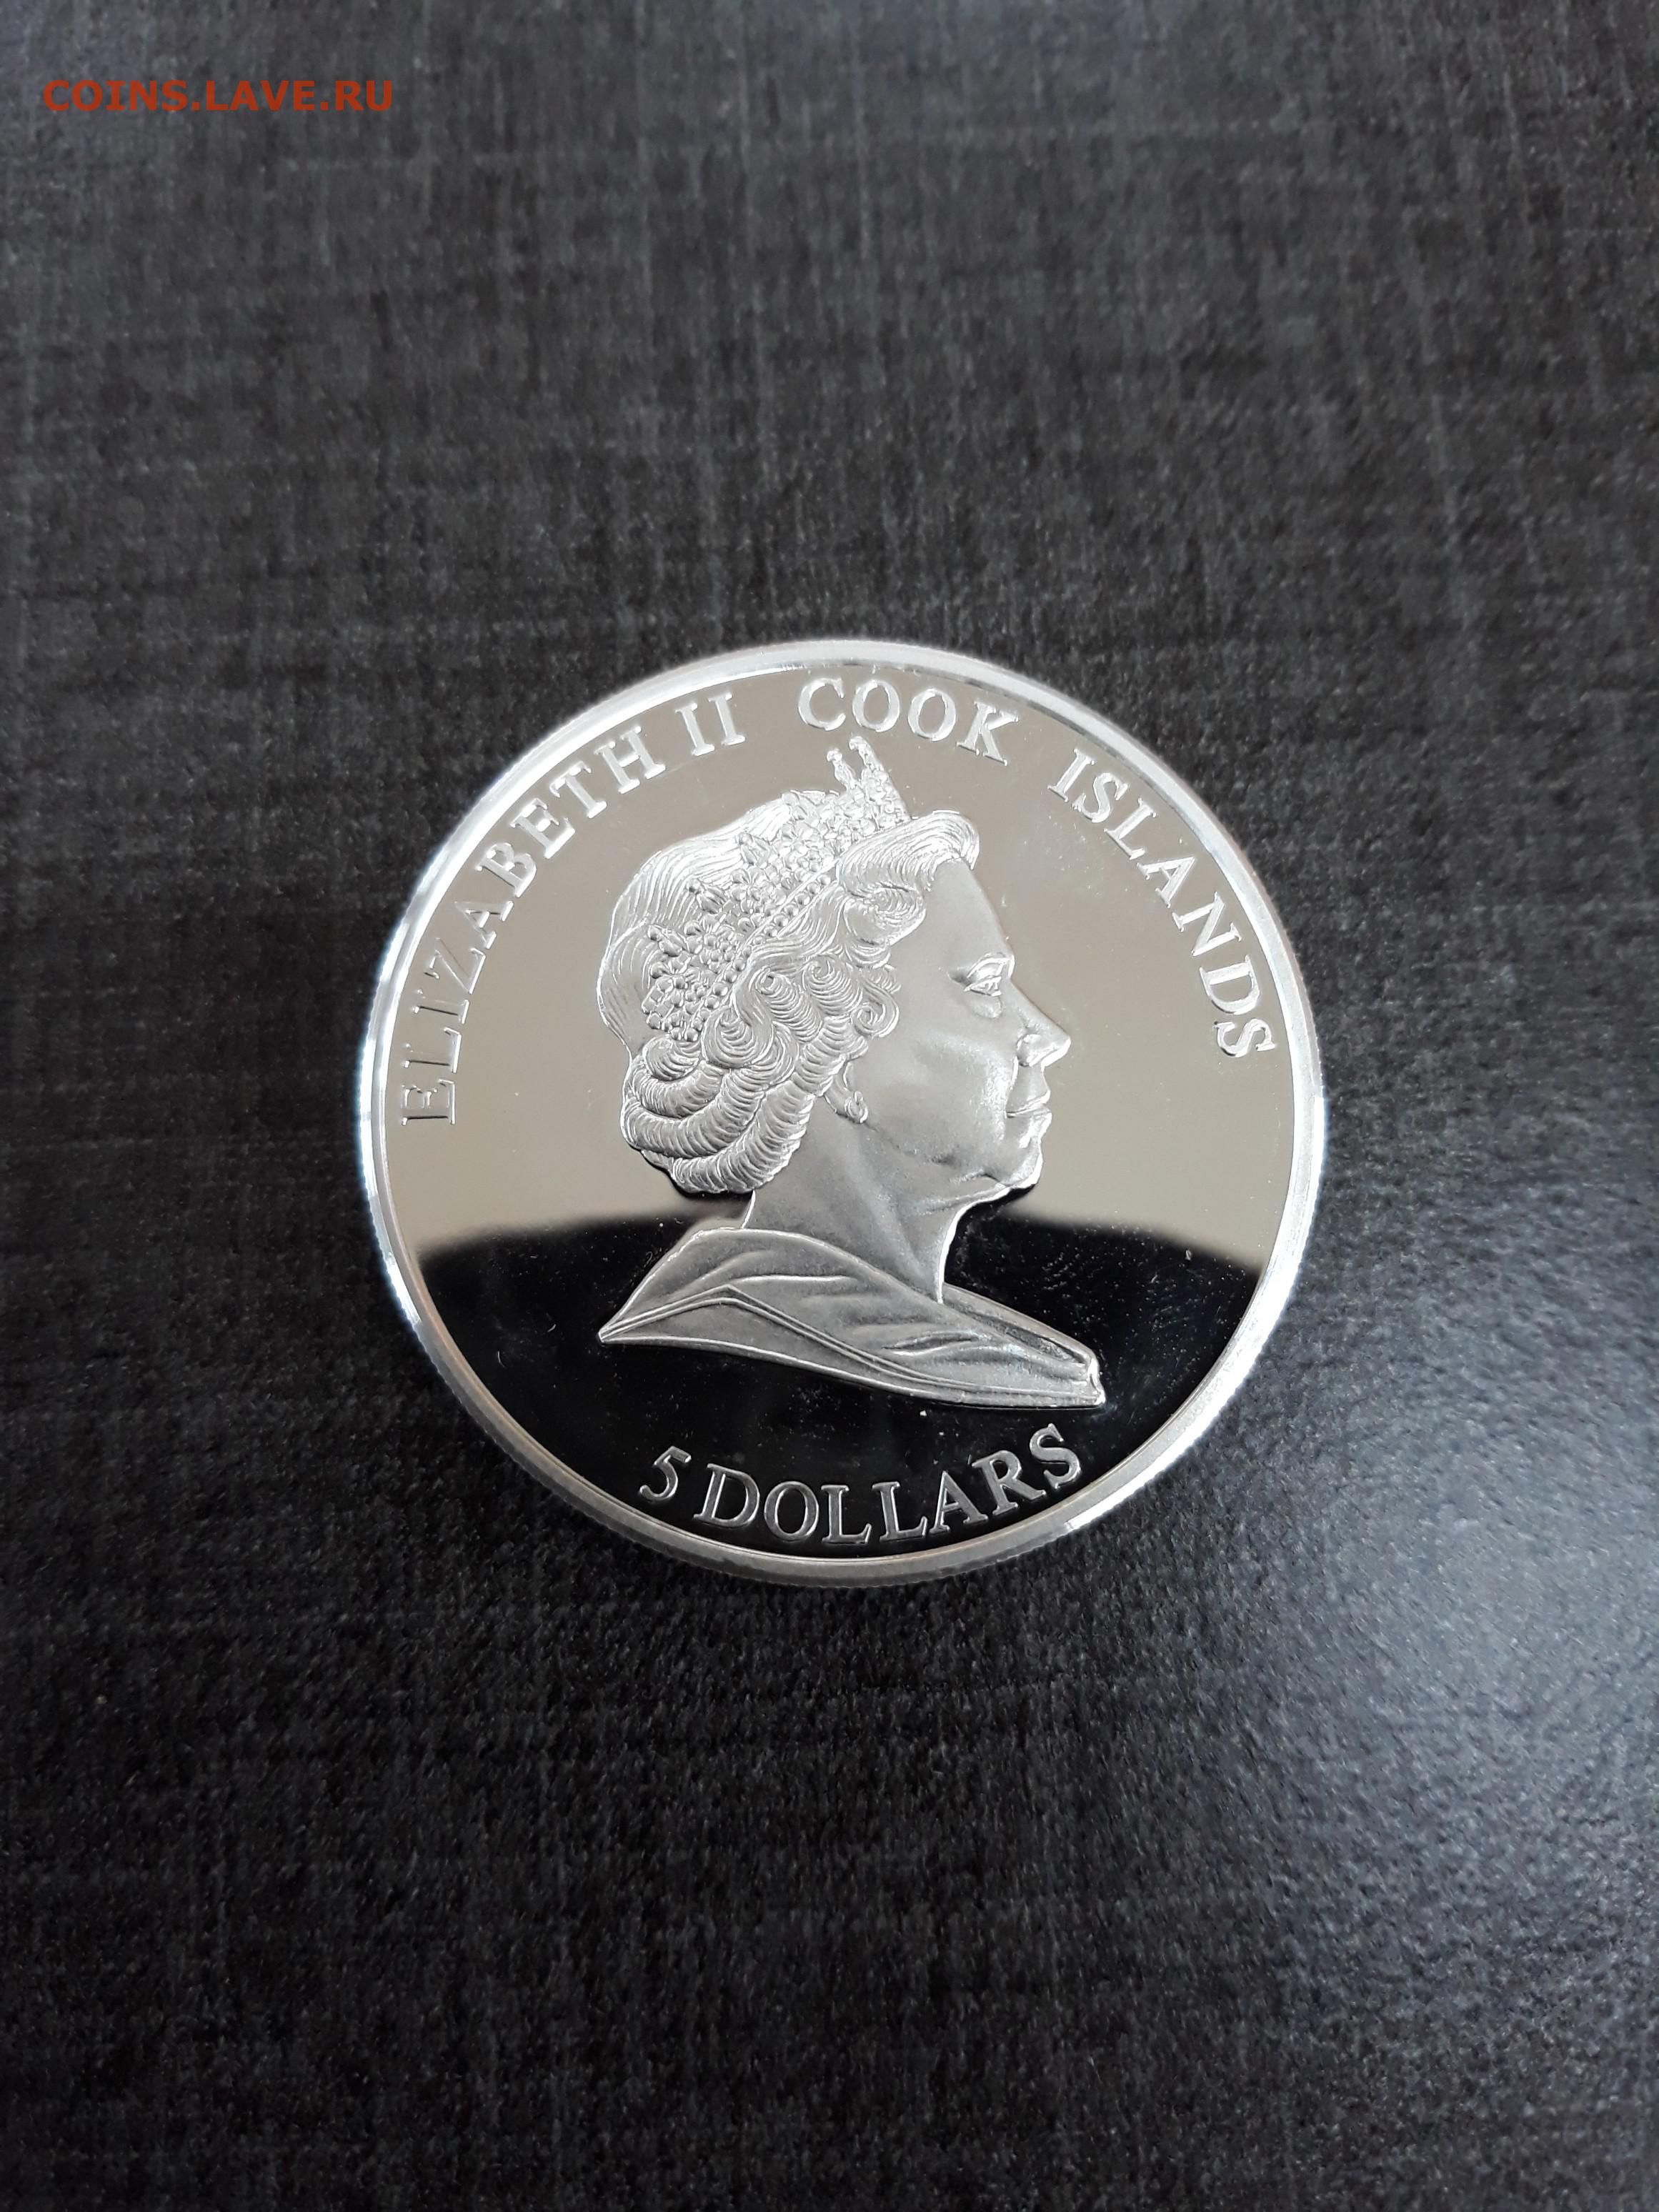 COINS.LAVE.RU
ELIZABETH II COOK ISLANDS
5 DOLLARS